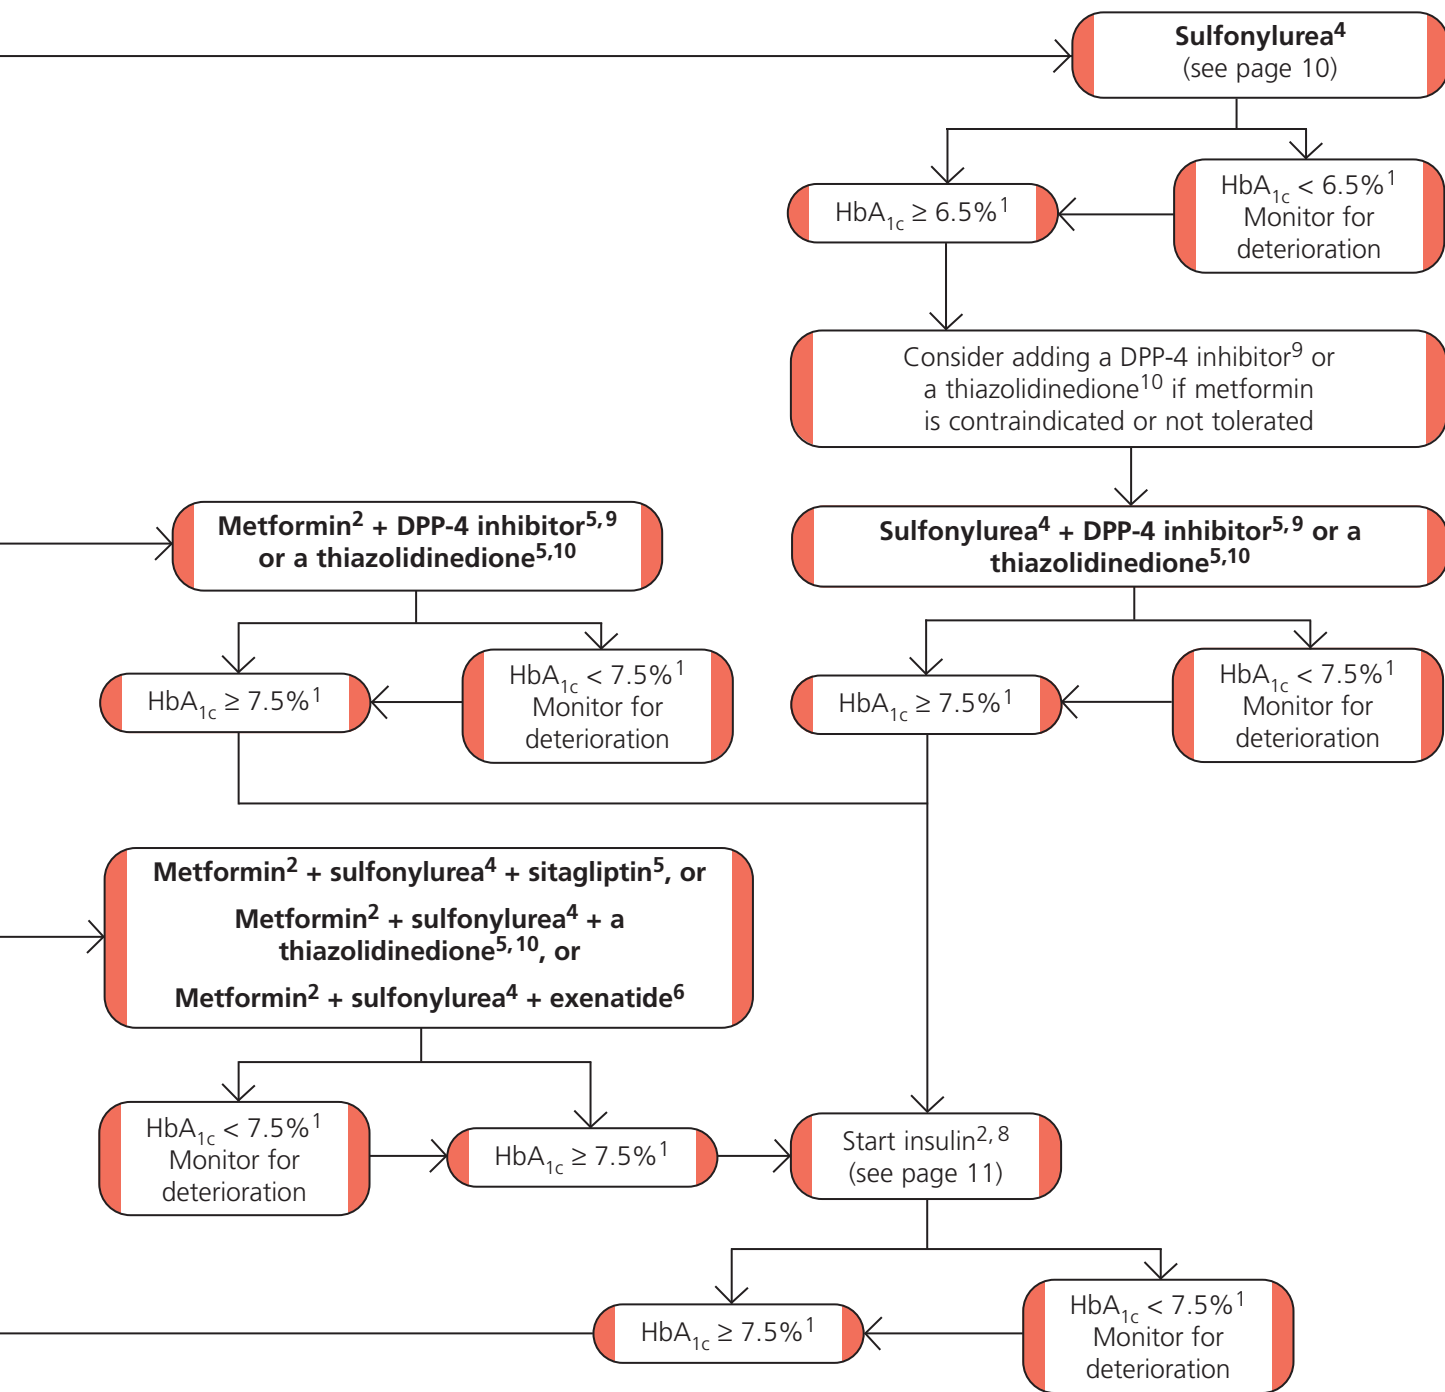 Sulfonylurea⁴
(see page 10)
HbA₁c ≥ 6.5%¹
HbA₁c < 6.5%¹
Monitor for
deterioration
Consider adding a DPP-4 inhibitor⁹ or
a thiazolidinedione¹⁰ if metformin
is contraindicated or not tolerated
Metformin² + DPP-4 inhibitor⁵,⁹
or a thiazolidinedione⁵,¹⁰
Sulfonylurea⁴ + DPP-4 inhibitor⁵,⁹ or a
thiazolidinedione⁵,¹⁰
HbA₁c ≥ 7.5%¹
HbA₁c < 7.5%¹
Monitor for
deterioration
HbA₁c ≥ 7.5%¹
HbA₁c < 7.5%¹
Monitor for
deterioration
Metformin² + sulfonylurea⁴ + sitagliptin⁵, or
Metformin² + sulfonylurea⁴ + a
thiazolidinedione⁵,¹⁰, or
Metformin² + sulfonylurea⁴ + exenatide⁶
HbA₁c < 7.5%¹
Monitor for
deterioration
HbA₁c ≥ 7.5%¹
Start insulin²,⁸
(see page 11)
HbA₁c ≥ 7.5%¹
HbA₁c < 7.5%¹
Monitor for
deterioration